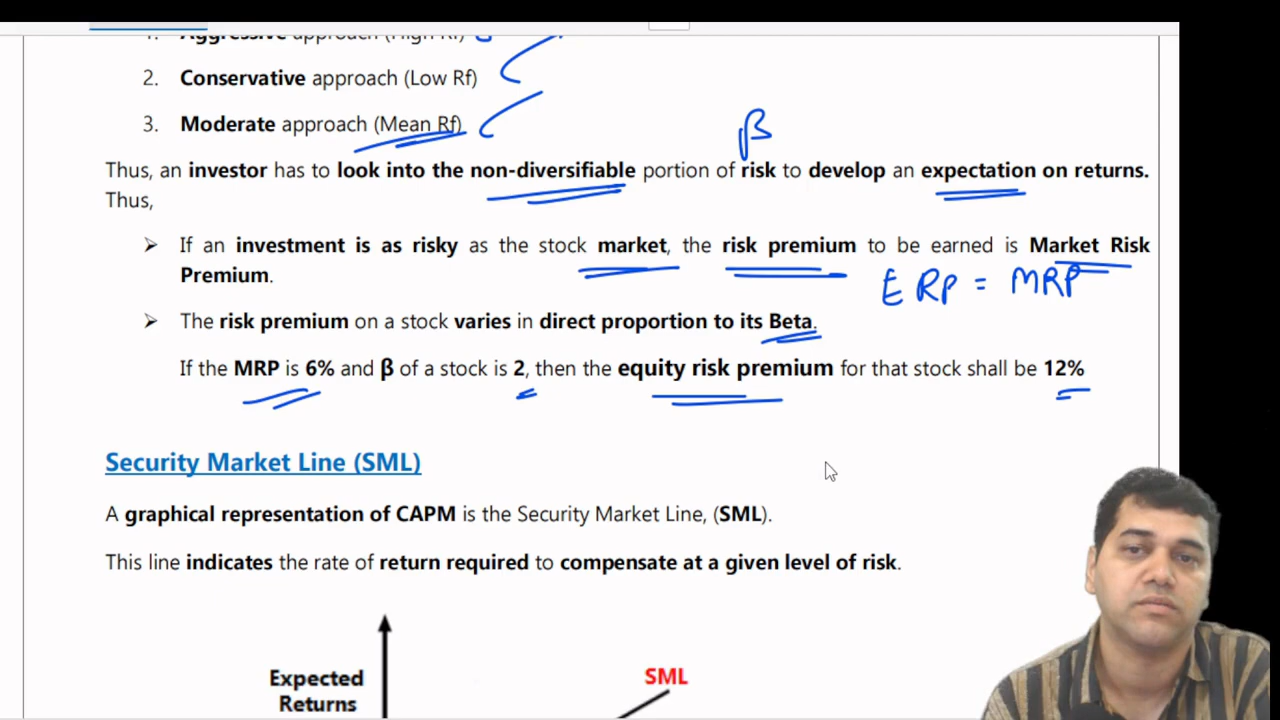 1. Aggressive approach (High Rf)
2. Conservative approach (Low Rf)
3. Moderate approach (Mean Rf)
β
Thus, an investor has to look into the non-diversifiable portion of risk to develop an expectation on returns.
Thus,
➢ If an investment is as risky as the stock market, the risk premium to be earned is Market Risk
Premium.
ERP = MRP
➢ The risk premium on a stock varies in direct proportion to its Beta.
If the MRP is 6% and β of a stock is 2, then the equity risk premium for that stock shall be 12%
Security Market Line (SML)
A graphical representation of CAPM is the Security Market Line, (SML).
This line indicates the rate of return required to compensate at a given level of risk.
SML
Expected
Returns